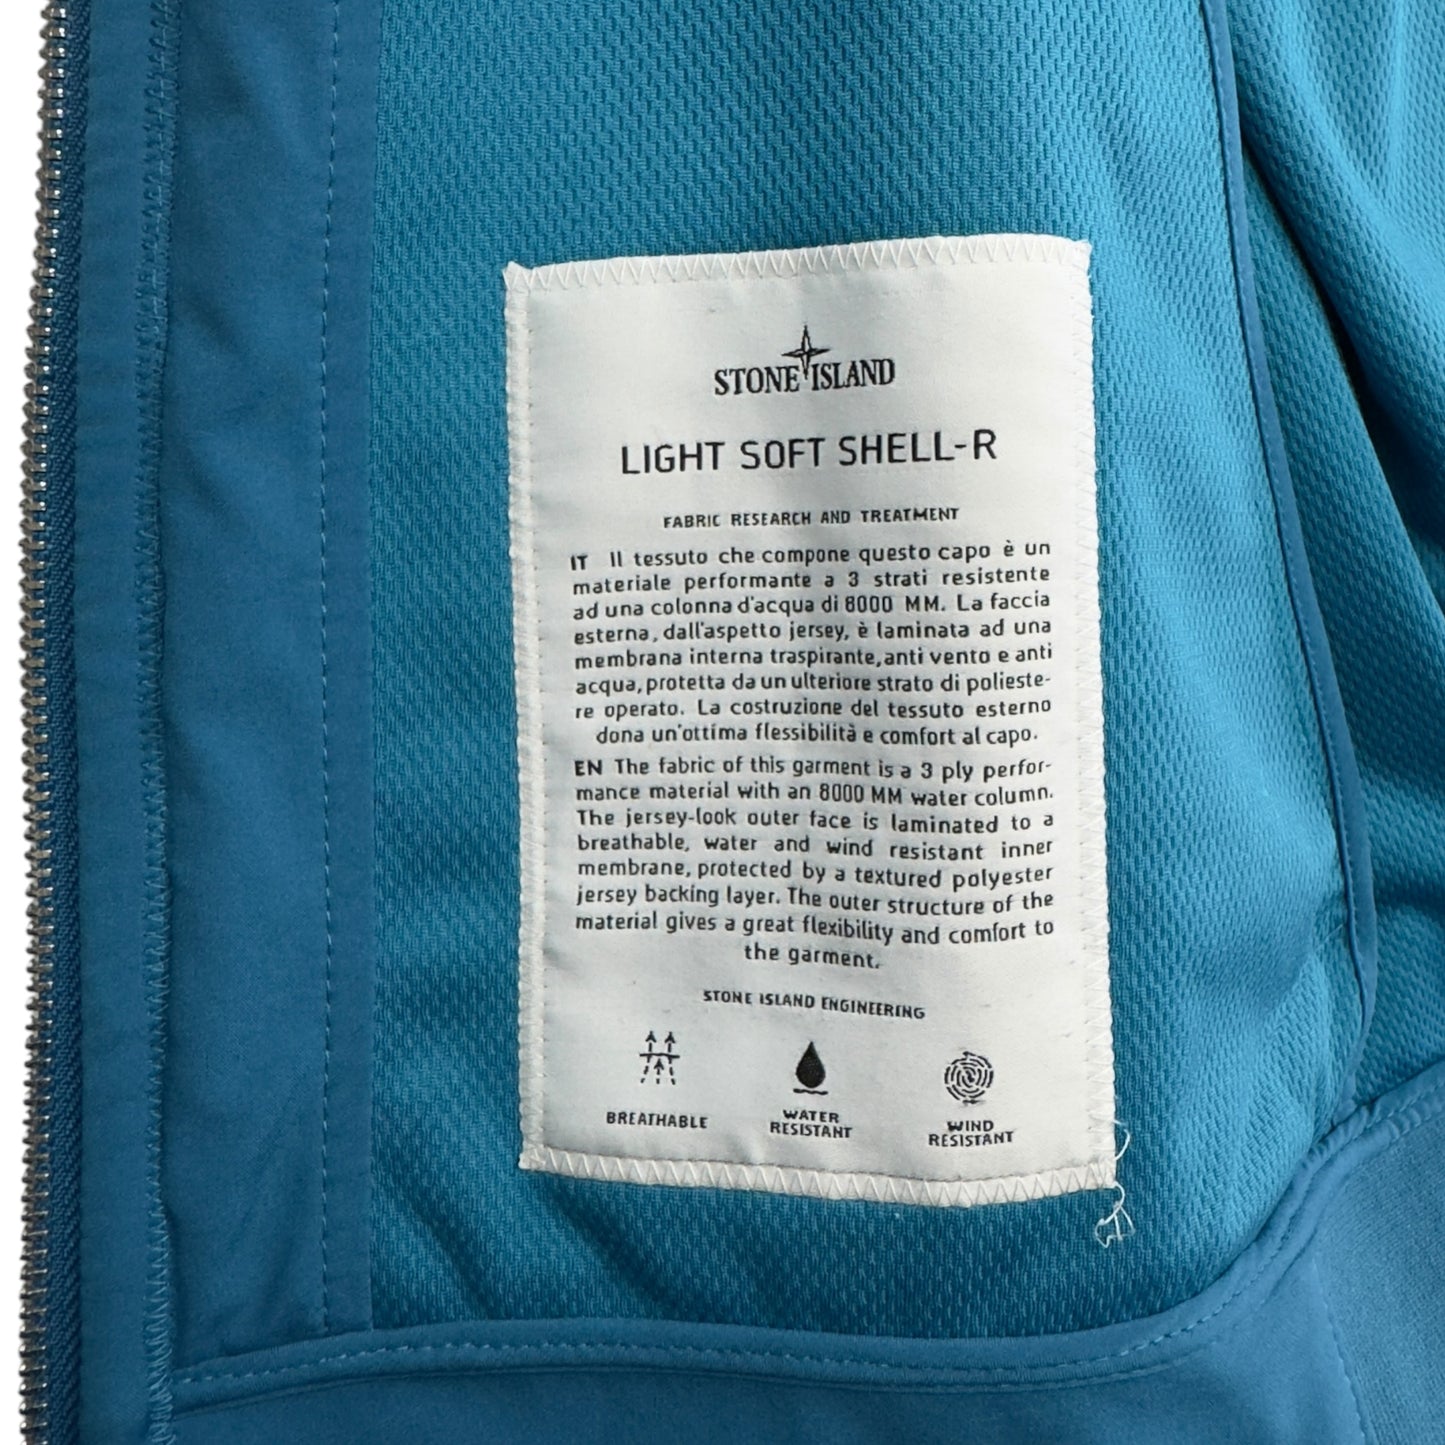 STONE ISLAND
LIGHT SOFT SHELL-R
FABRIC RESEARCH AND TREATMENT
IT Il tessuto che compone questo capo è un
materiale performante a 3 strati resistente
ad una colonna d'acqua di 8000 MM. La faccia
esterna, dall'aspetto jersey, è laminata ad una
membrana interna traspirante, anti vento e anti
acqua, protetta da un ulteriore strato di polieste-
re operato. La costruzione del tessuto esterno
dona un'ottima flessibilità e comfort al capo.
EN The fabric of this garment is a 3 ply perfor-
mance material with an 8000 MM water column.
The jersey-look outer face is laminated to a
breathable, water and wind resistant inner
membrane, protected by a textured polyester
jersey backing layer. The outer structure of the
material gives a great flexibility and comfort to
the garment.
STONE ISLAND ENGINEERING
BREATHABLE
WATER
RESISTANT
WIND
RESISTANT